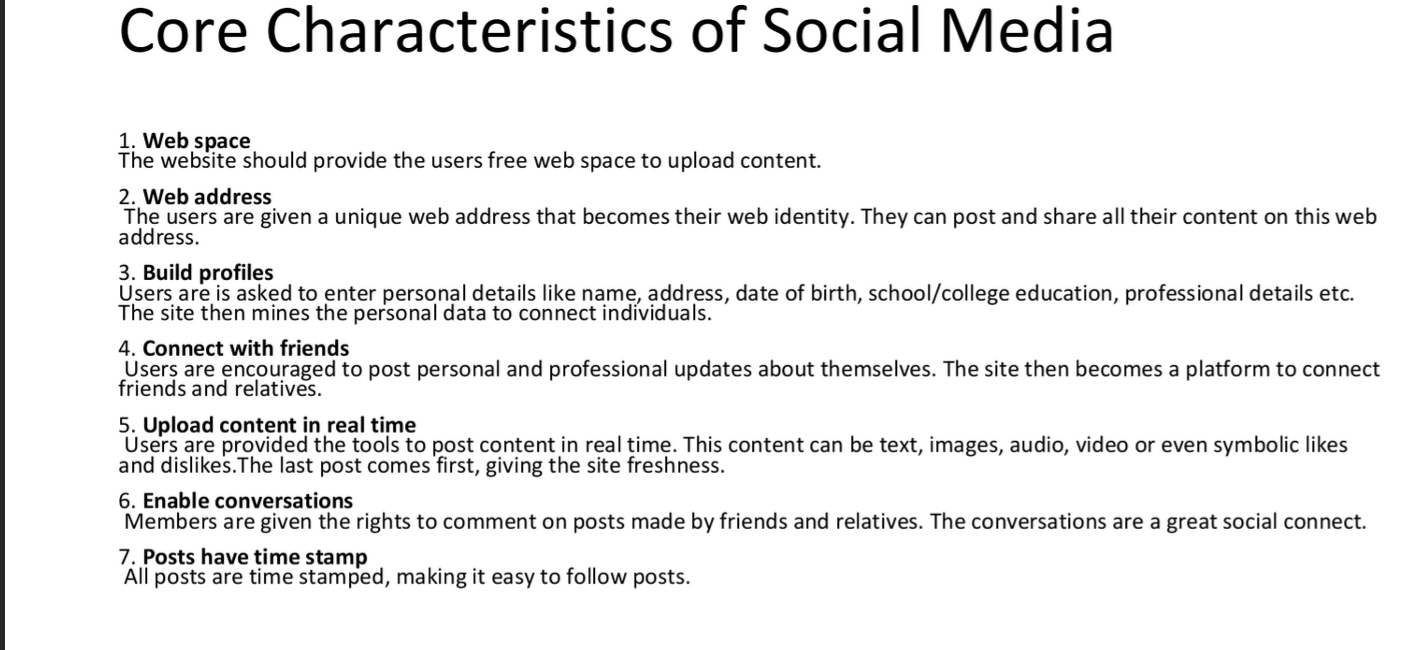 Core Characteristics of Social Media
1. Web space
The website should provide the users free web space to upload content.
2. Web address
The users are given a unique web address that becomes their web identity. They can post and share all their content on this web
address.
3. Build profiles
Users are is asked to enter personal details like name, address, date of birth, school/college education, professional details etc.
The site then mines the personal data to connect individuals.
4. Connect with friends
Users are encouraged to post personal and professional updates about themselves. The site then becomes a platform to connect
friends and relatives.
5. Upload content in real time
Users are provided the tools to post content in real time. This content can be text, images, audio, video or even symbolic likes
and dislikes.The last post comes first, giving the site freshness.
6. Enable conversations
Members are given the rights to comment on posts made by friends and relatives. The conversations are a great social connect.
7. Posts have time stamp
All posts are time stamped, making it easy to follow posts.